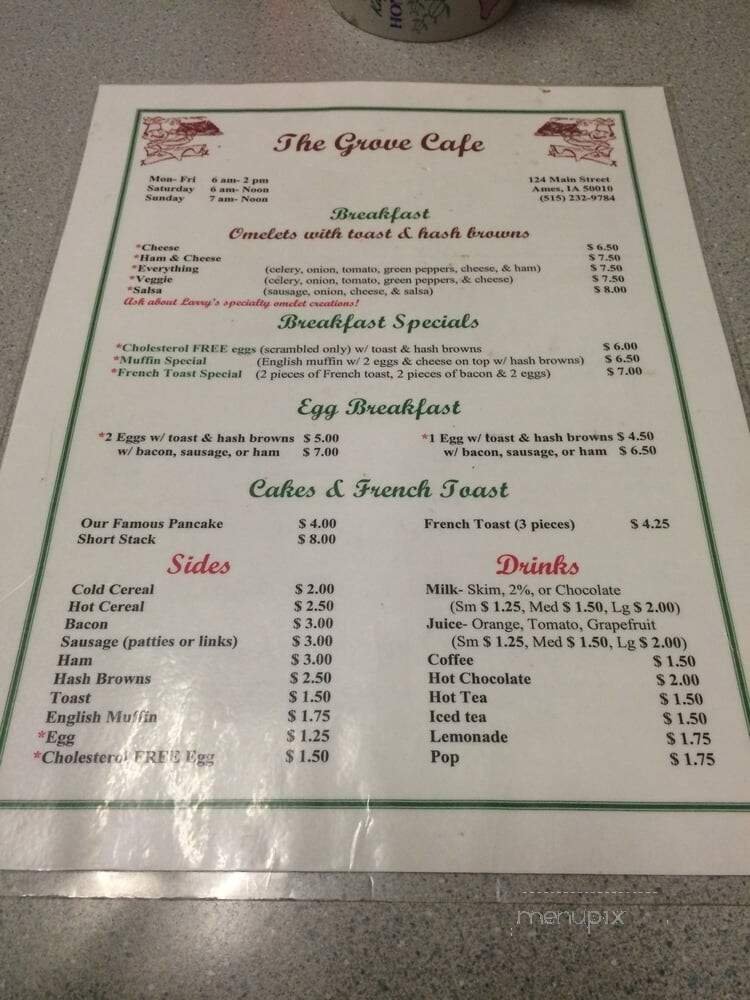 HO
The Grove Cafe
Mon- Fri 6 am- 2 pm
Saturday 6 am- Noon
Sunday 7 am- Noon
124 Main Street
Ames, IA 50010
(515) 232-9784
Breakfast
Omelets with toast & hash browns
*Cheese $ 6.50
*Ham & Cheese $ 7.50
*Everything (celery, onion, tomato, green peppers, cheese, & ham) $ 7.50
*Veggie (celery, onion, tomato, green peppers, & cheese) $ 7.50
*Salsa (sausage, onion, cheese, & salsa) $ 8.00
Ask about Larry's specialty omelet creations!
Breakfast Specials
*Cholesterol FREE eggs (scrambled only) w/ toast & hash browns $ 6.00
*Muffin Special (English muffin w/ 2 eggs & cheese on top w/ hash browns) $ 6.50
*French Toast Special (2 pieces of French toast, 2 pieces of bacon & 2 eggs) $ 7.00
Egg Breakfast
*2 Eggs w/ toast & hash browns $ 5.00
w/ bacon, sausage, or ham $ 7.00
*1 Egg w/ toast & hash browns $ 4.50
w/ bacon, sausage, or ham $ 6.50
Cakes & French Toast
Our Famous Pancake $ 4.00
Short Stack $ 8.00
French Toast (3 pieces) $ 4.25
Sides
Cold Cereal $ 2.00
Hot Cereal $ 2.50
Bacon $ 3.00
Sausage (patties or links) $ 3.00
Ham $ 3.00
Hash Browns $ 2.50
Toast $ 1.50
English Muffin $ 1.75
*Egg $ 1.25
*Cholesterol FREE Egg $ 1.50
Drinks
Milk- Skim, 2%, or Chocolate
(Sm $ 1.25, Med $ 1.50, Lg $ 2.00)
Juice- Orange, Tomato, Grapefruit
(Sm $ 1.25, Med $ 1.50, Lg $ 2.00)
Coffee $ 1.50
Hot Chocolate $ 2.00
Hot Tea $ 1.50
Iced tea $ 1.50
Lemonade $ 1.75
Pop $ 1.75
menupix